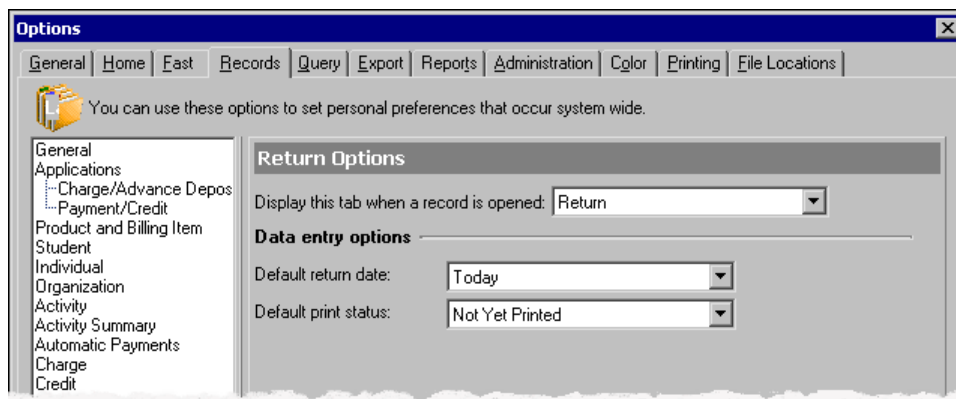 Options
General Home Fast Records Query Export Reports Administration Color Printing File Locations
You can use these options to set personal preferences that occur system wide.
General
Applications
Charge/Advance Depos
Payment/Credit
Product and Billing Item
Student
Individual
Organization
Activity
Activity Summary
Automatic Payments
Charge
Credit
Return Options
Display this tab when a record is opened: Return
Data entry options
Default return date: Today
Default print status: Not Yet Printed